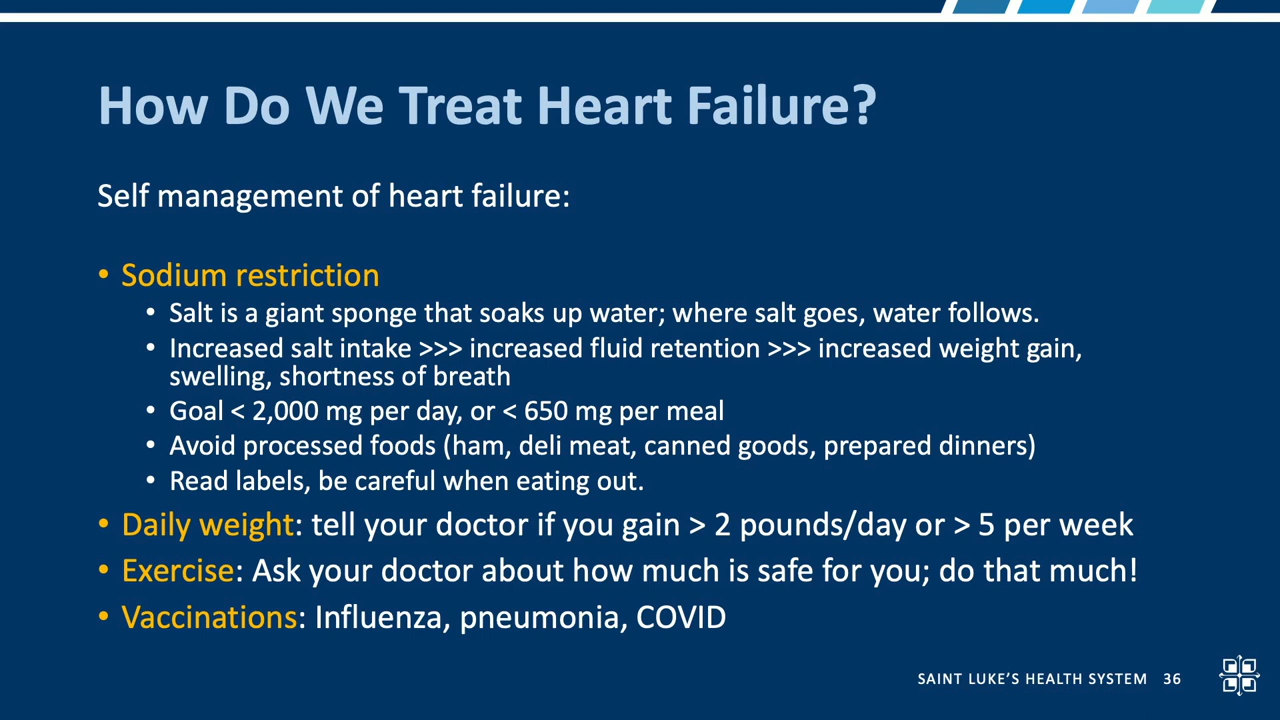 How Do We Treat Heart Failure?
Self management of heart failure:
• Sodium restriction
• Salt is a giant sponge that soaks up water; where salt goes, water follows.
• Increased salt intake >>> increased fluid retention >>> increased weight gain,
swelling, shortness of breath
• Goal < 2,000 mg per day, or < 650 mg per meal
• Avoid processed foods (ham, deli meat, canned goods, prepared dinners)
• Read labels, be careful when eating out.
• Daily weight: tell your doctor if you gain > 2 pounds/day or > 5 per week
• Exercise: Ask your doctor about how much is safe for you; do that much!
• Vaccinations: Influenza, pneumonia, COVID
SAINT LUKE’S HEALTH SYSTEM 36